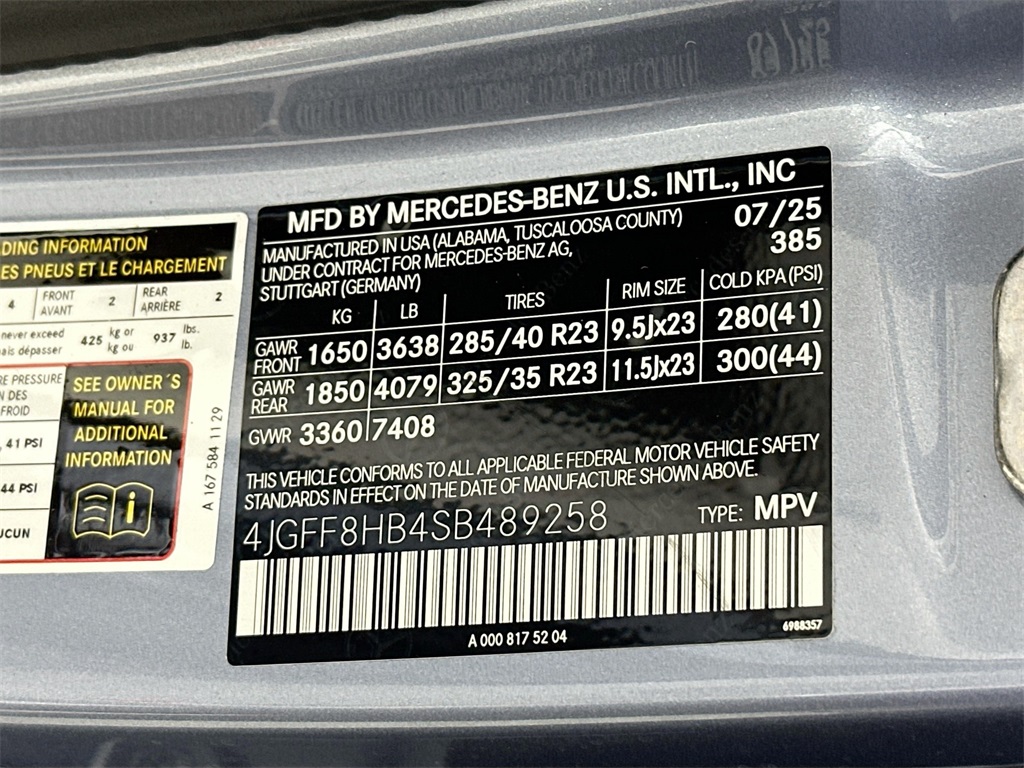 DING INFORMATION
ES PNEUS ET LE CHARGEMENT
4 FRONT AVANT 2 REAR ARRIÈRE 2
never exceed 425 kg or 937 lbs.
ais dépasser kg ou lb.
RE PRESSURE
N DES
FROID
, 41 PSI
44 PSI
UCUN
SEE OWNER´S
MANUAL FOR
ADDITIONAL
INFORMATION
i
A 167 584 11 29
MFD BY MERCEDES-BENZ U.S. INTL., INC
MANUFACTURED IN USA (ALABAMA, TUSCALOOSA COUNTY) 07/25
UNDER CONTRACT FOR MERCEDES-BENZ AG, 385
STUTTGART (GERMANY)
KG LB TIRES RIM SIZE COLD KPA (PSI)
GAWR FRONT 1650 3638 285/40 R23 9.5Jx23 280(41)
GAWR REAR 1850 4079 325/35 R23 11.5Jx23 300(44)
GVWR 3360 7408
THIS VEHICLE CONFORMS TO ALL APPLICABLE FEDERAL MOTOR VEHICLE SAFETY
STANDARDS IN EFFECT ON THE DATE OF MANUFACTURE SHOWN ABOVE.
4JGFF8HB4SB489258 TYPE: MPV
A 000 817 52 04
6988357